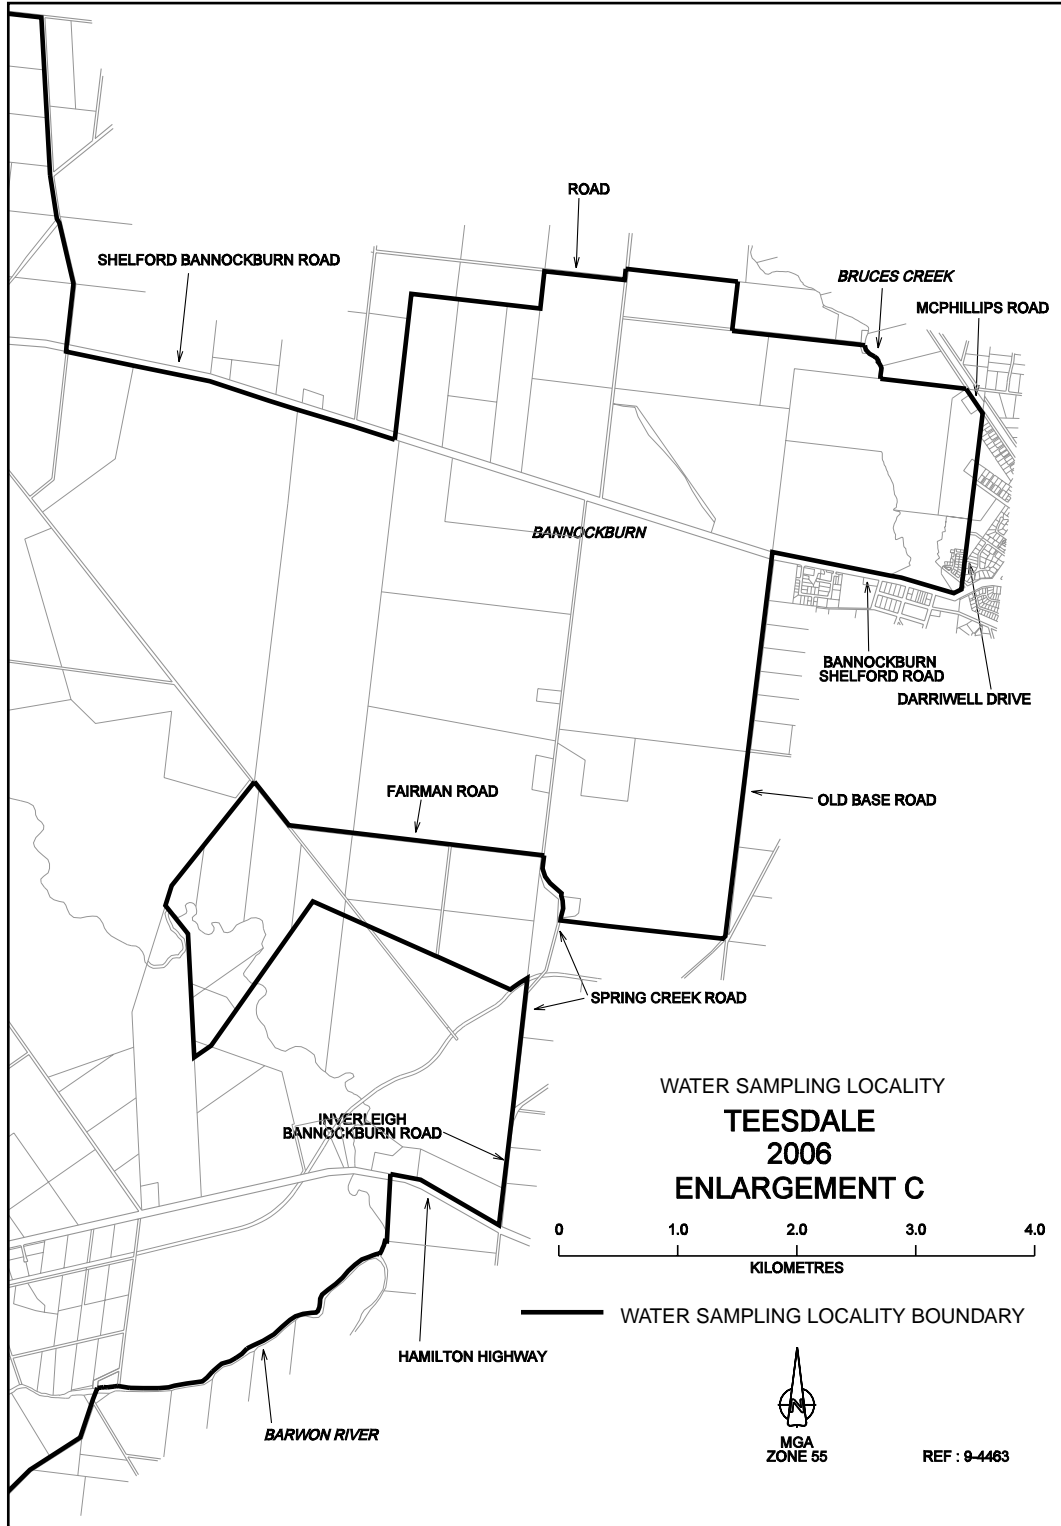 ROAD
SHELFORD BANNOCKBURN ROAD
BRUCES CREEK
MCPHILLIPS ROAD
BANNOCKBURN
BANNOCKBURN
SHELFORD ROAD
DARRIWELL DRIVE
FAIRMAN ROAD
OLD BASE ROAD
SPRING CREEK ROAD
WATER SAMPLING LOCALITY
TEESDALE
2006
ENLARGEMENT C
INVERLEIGH
BANNOCKBURN ROAD
0 1.0 2.0 3.0 4.0
KILOMETRES
WATER SAMPLING LOCALITY BOUNDARY
HAMILTON HIGHWAY
BARWON RIVER
N
MGA
ZONE 55
REF : 9-4463